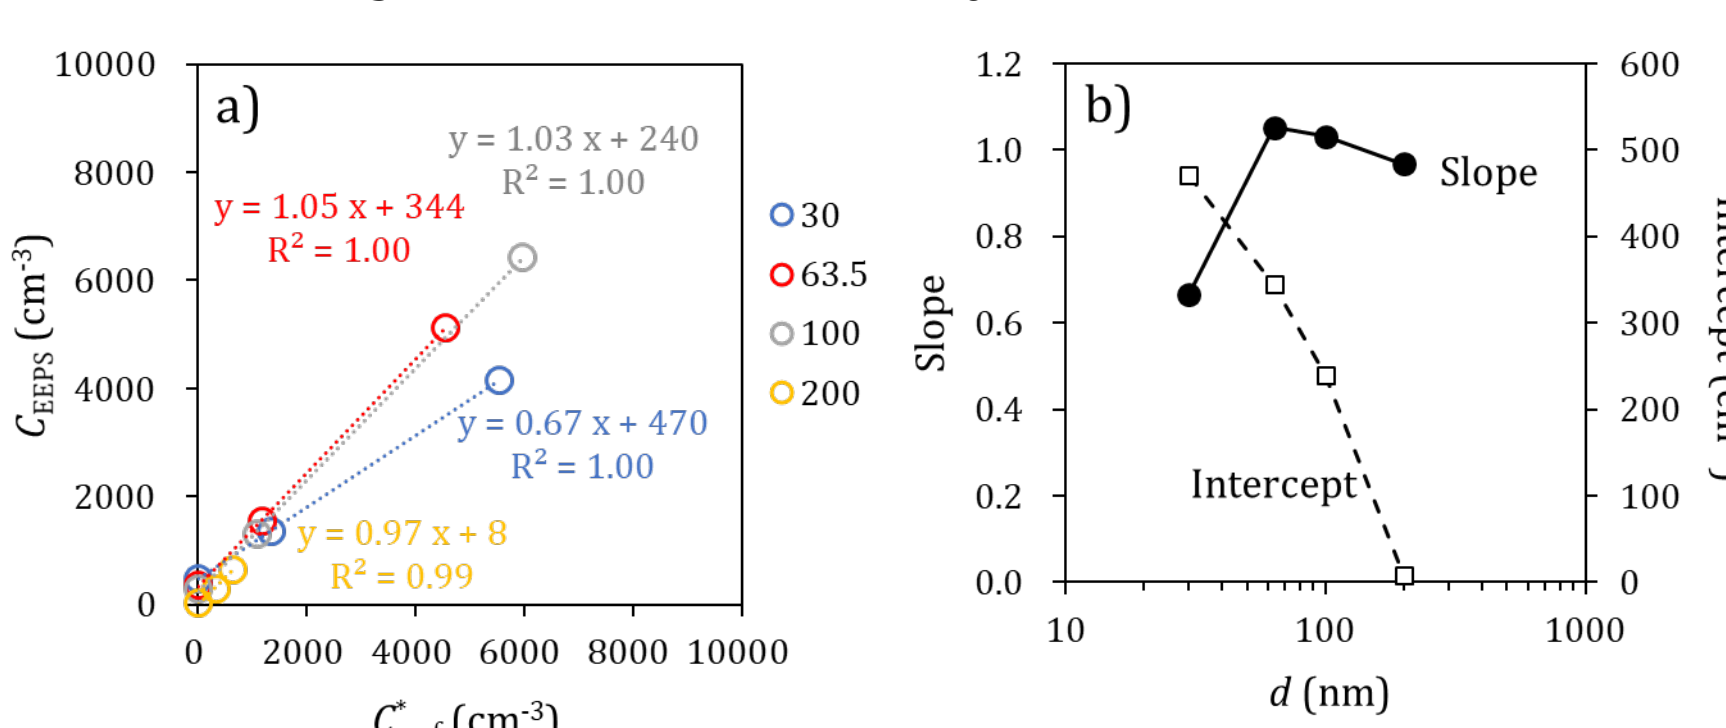 a)
10000
8000
6000
4000
2000
0
C_EEPS (cm⁻³)
y = 1.03 x + 240
R² = 1.00
y = 1.05 x + 344
R² = 1.00
y = 0.67 x + 470
R² = 1.00
y = 0.97 x + 8
R² = 0.99
0 2000 4000 6000 8000 10000
(cm⁻³)
30
63.5
100
200
b)
1.2
1.0
0.8
0.6
0.4
0.2
0.0
Slope
Slope
Intercept
600
500
400
300
200
100
0
10 100 1000
d (nm)